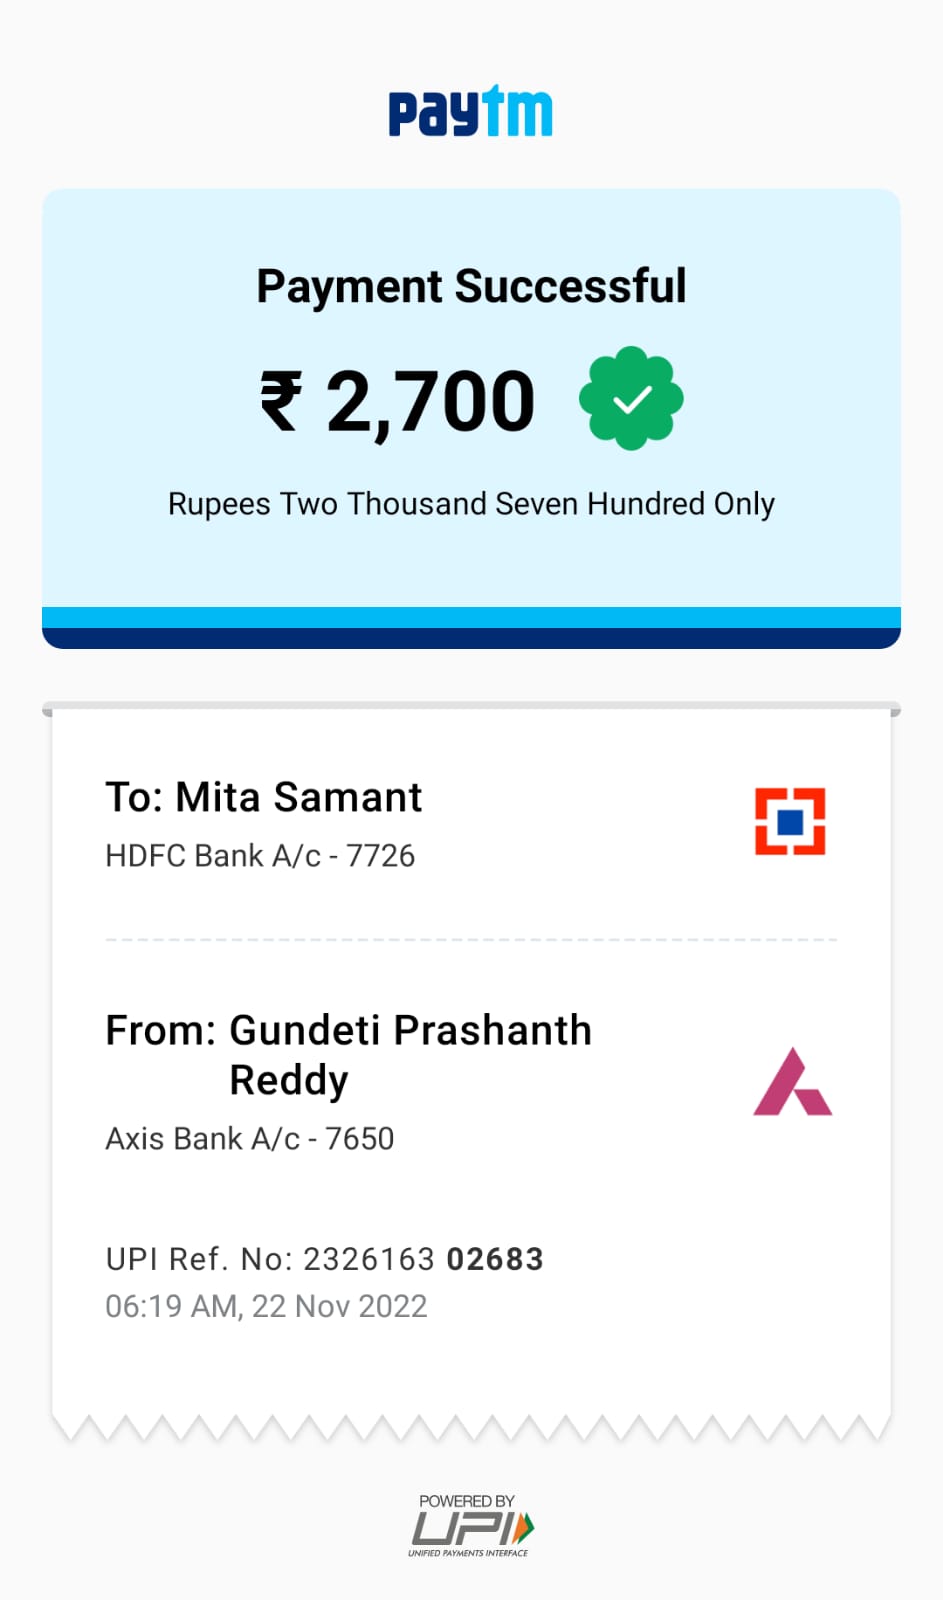 paytm
Payment Successful
₹ 2,700
Rupees Two Thousand Seven Hundred Only
To: Mita Samant
HDFC Bank A/c - 7726
From: Gundeti Prashanth
Reddy
Axis Bank A/c - 7650
UPI Ref. No: 2326163 02683
06:19 AM, 22 Nov 2022
POWERED BY
UPI
UNIFIED PAYMENTS INTERFACE